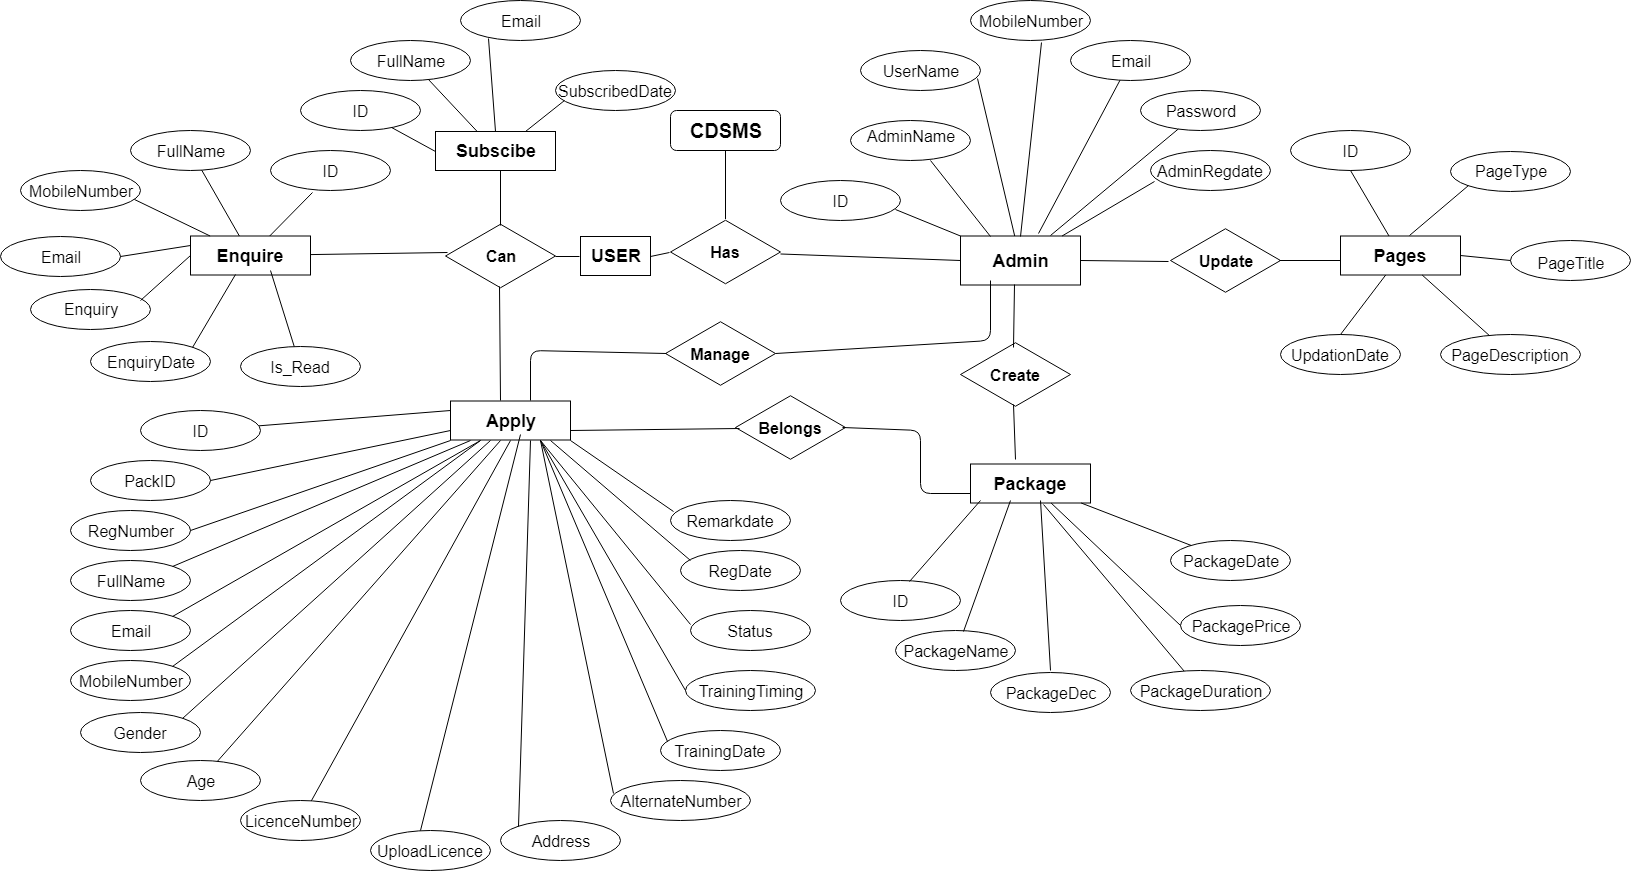 Email
MobileNumber
FullName
Email
UserName
SubscribedDate
ID
Password
CDSMS
AdminName
Subscibe
FullName
ID
PageType
ID
AdminRegdate
MobileNumber
ID
Enquire
Can
USER
Has
Admin
Update
Pages
Email
PageTitle
Enquiry
Manage
UpdationDate
PageDescription
EnquiryDate
Is_Read
Create
Apply
Belongs
ID
PackID
Package
RegNumber
Remarkdate
PackageDate
FullName
RegDate
ID
Email
Status
PackagePrice
PackageName
MobileNumber
TrainingTiming
PackageDec
PackageDuration
Gender
TrainingDate
Age
AlternateNumber
LicenceNumber
Address
UploadLicence